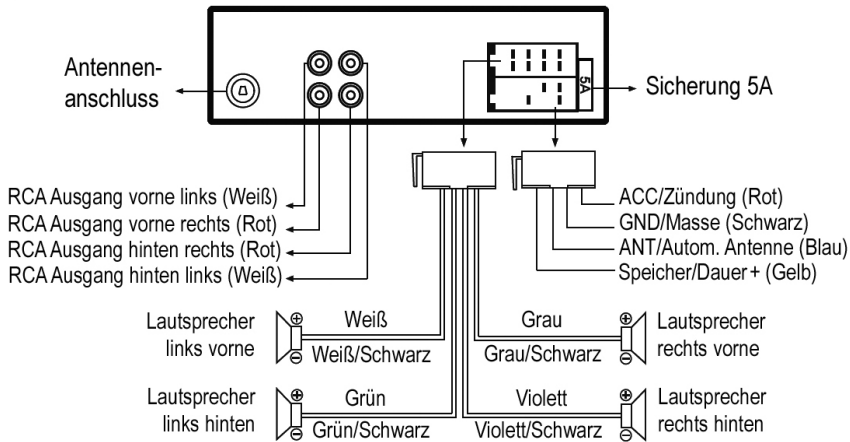 Antennen-
anschluss
5A
Sicherung 5A
RCA Ausgang vorne links (Weiß)
RCA Ausgang vorne rechts (Rot)
RCA Ausgang hinten rechts (Rot)
RCA Ausgang hinten links (Weiß)
ACC/Zündung (Rot)
GND/Masse (Schwarz)
ANT/Autom. Antenne (Blau)
Speicher/Dauer+ (Gelb)
Lautsprecher
links vorne
Weiß
Weiß/Schwarz
Grau
Grau/Schwarz
Lautsprecher
rechts vorne
Lautsprecher
links hinten
Grün
Grün/Schwarz
Violett
Violett/Schwarz
Lautsprecher
rechts hinten